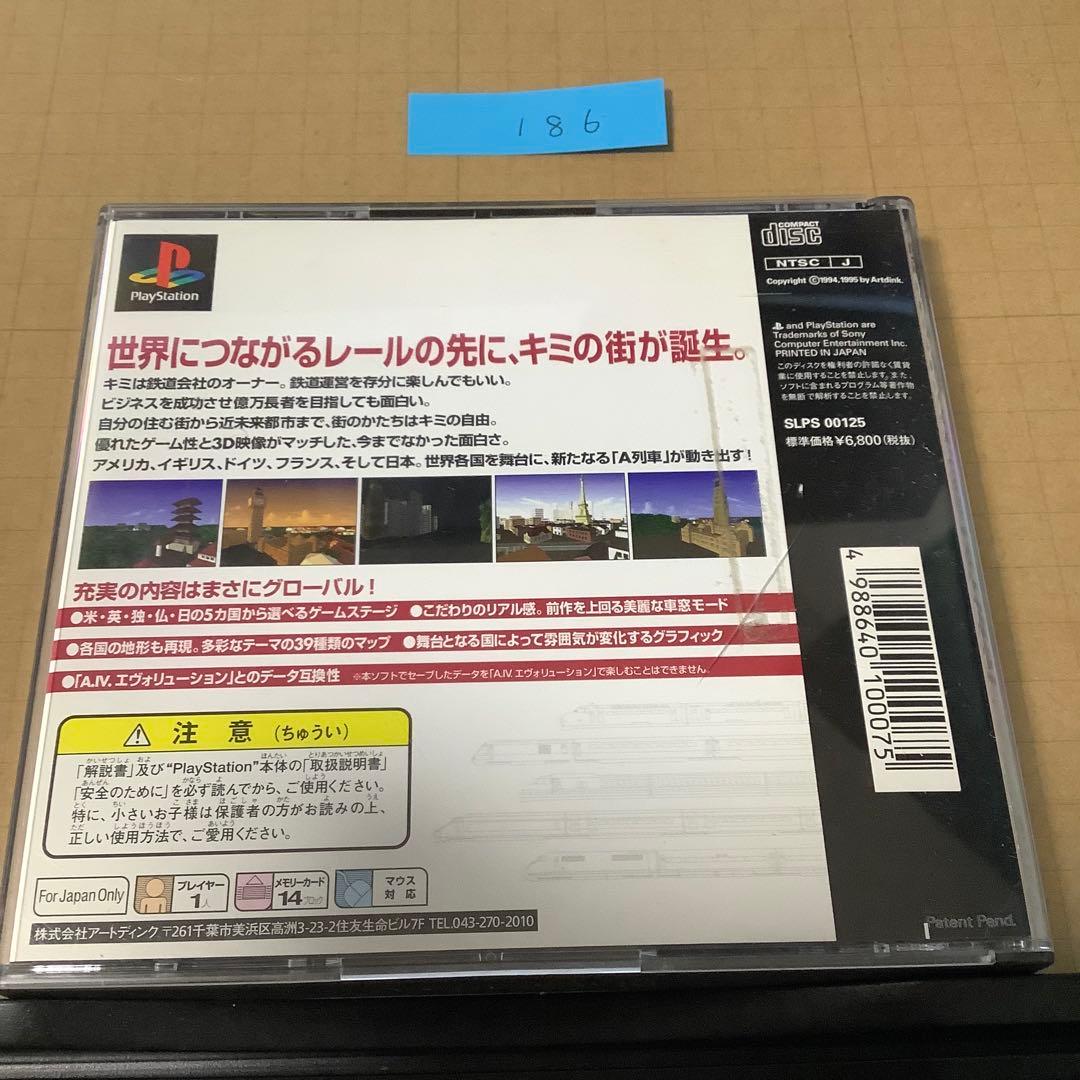 186
PlayStation
COMPACT
disc
NTSC J
Copyright ©1994,1995 by Artdink.
and PlayStation are
Trademarks of Sony
Computer Entertainment Inc.
PRINTED IN JAPAN
このディスクを権利者の許諾なく賃貸
業に使用することを禁止します。また、
ソフトに含まれるプログラム等著作物
を無断で解析することも禁止します。
SLPS 00125
標準価格¥6,800(税抜)
世界につながるレールの先に、キミの街が誕生。
キミは鉄道会社のオーナー。鉄道運営を存分に楽しんでもいい。
ビジネスを成功させ億万長者を目指しても面白い。
自分の住む街から近未来都市まで、街のかたちはキミの自由。
優れたゲーム性と3D映像がマッチした、今までなかった面白さ。
アメリカ、イギリス、ドイツ、フランス、そして日本。世界各国を舞台に、新たなる「A列車」が動き出す!
充実の内容はまさにグローバル!
●米・英・独・仏・日の5カ国から選べるゲームステージ ●こだわりのリアル感。前作を上回る美麗な車窓モード
●各国の地形も再現。多彩なテーマの39種類のマップ ●舞台となる国によって雰囲気が変化するグラフィック
●「A.IV. エヴォリューション」とのデータ互換性 ※本ソフトでセーブしたデータを「A.IV. エヴォリューション」で楽しむことはできません。
4 988640 100075
注意(ちゅうい)
「解説書」及び“PlayStation”本体の「取扱説明書」
「安全のために」を必ず読んでから、ご使用ください。
特に、小さいお子様は保護者の方がお読みの上、
正しい使用方法で、ご愛用ください。
For Japan Only
プレイヤー
1人
メモリーカード
14ブロック
マウス
対応
株式会社アートディンク 〒261千葉市美浜区高洲3-23-2住友生命ビル7F TEL.043-270-2010
Patent Pend.